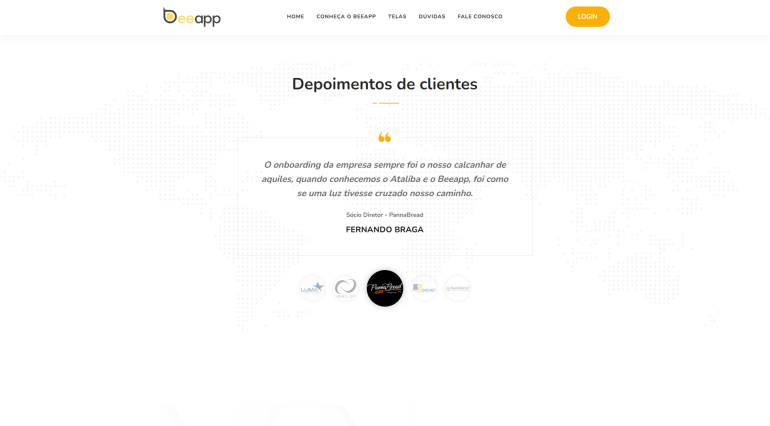 beeapp
HOME CONHEÇA O BEEAPP TELAS DÚVIDAS FALE CONOSCO
LOGIN
Depoimentos de clientes
❝
O onboarding da empresa sempre foi o nosso calcanhar de
aquiles, quando conhecemos o Ataliba e o Beeapp, foi como
se uma luz tivesse cruzado nosso caminho.
Sócio Diretor - PannaBread
FERNANDO BRAGA
LUMA
PannaBread